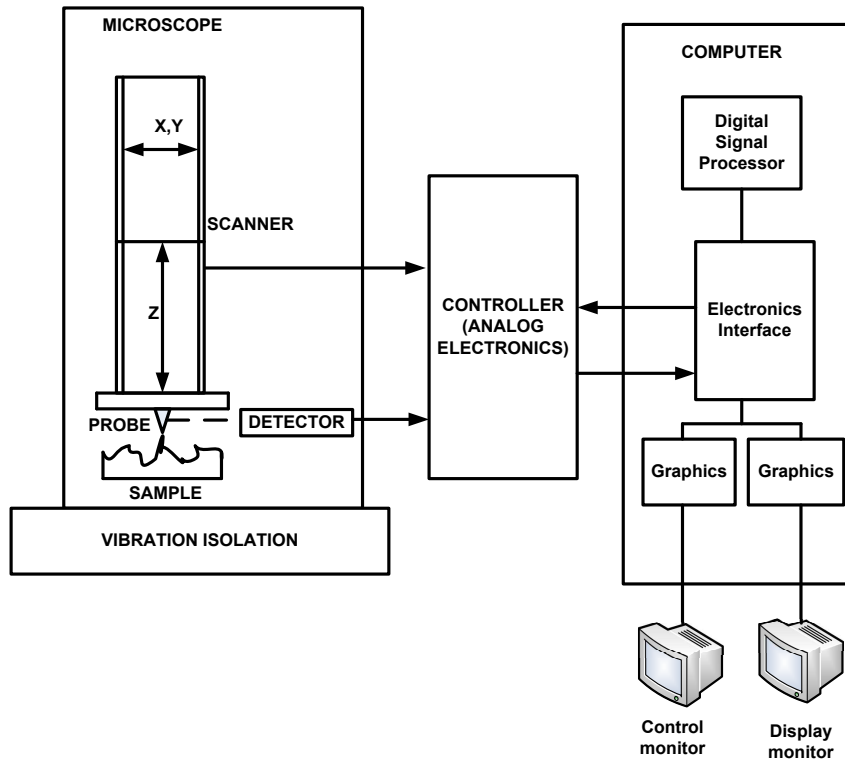 MICROSCOPE
X,Y
SCANNER
Z
PROBE
DETECTOR
SAMPLE
VIBRATION ISOLATION
CONTROLLER
(ANALOG
ELECTRONICS)
COMPUTER
Digital
Signal
Processor
Electronics
Interface
Graphics
Graphics
Control
monitor
Display
monitor